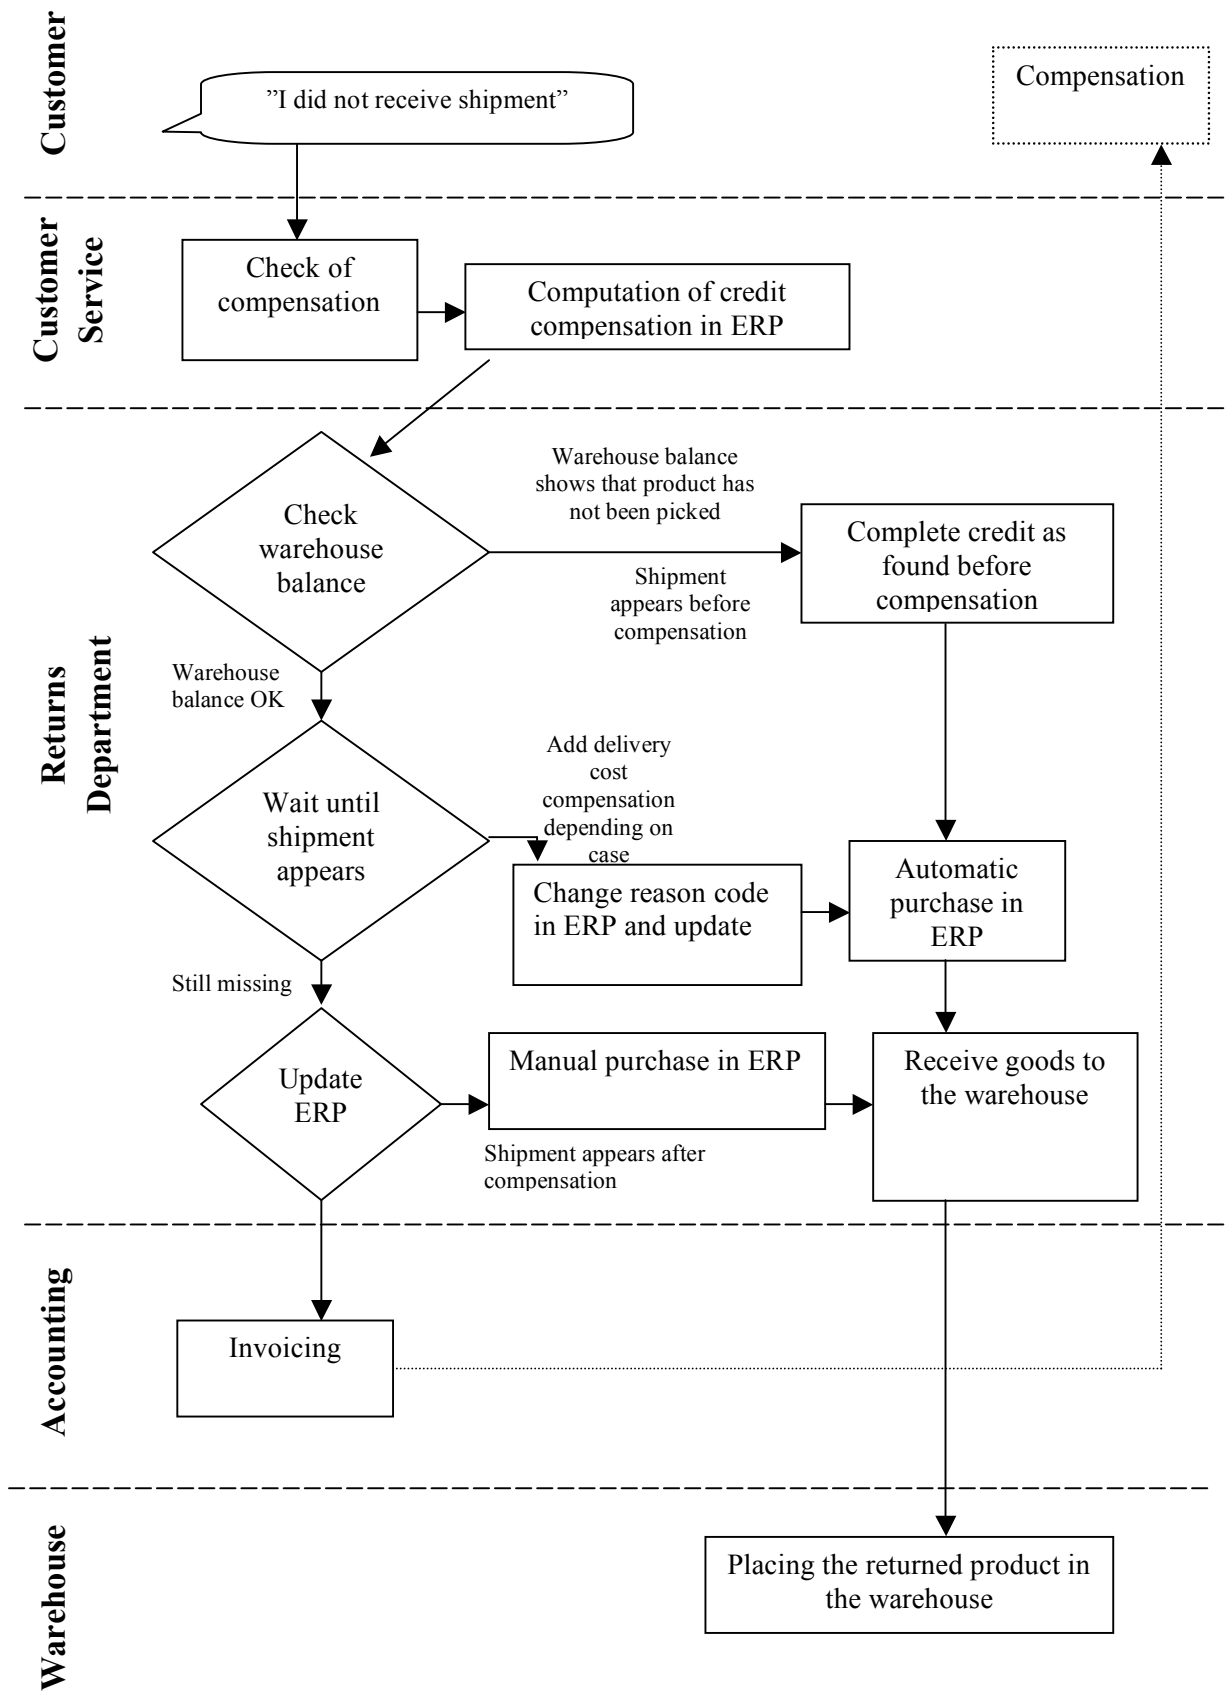 Customer
”I did not receive shipment”
Compensation
Customer
Service
Check of
compensation
Computation of credit
compensation in ERP
Returns
Department
Check
warehouse
balance
Warehouse balance
shows that product has
not been picked
Shipment
appears before
compensation
Complete credit as
found before
compensation
Warehouse
balance OK
Wait until
shipment
appears
Add delivery
cost
compensation
depending on
case
Change reason code
in ERP and update
Automatic
purchase in
ERP
Still missing
Update
ERP
Manual purchase in ERP
Shipment appears after
compensation
Receive goods to
the warehouse
Accounting
Invoicing
Warehouse
Placing the returned product in
the warehouse